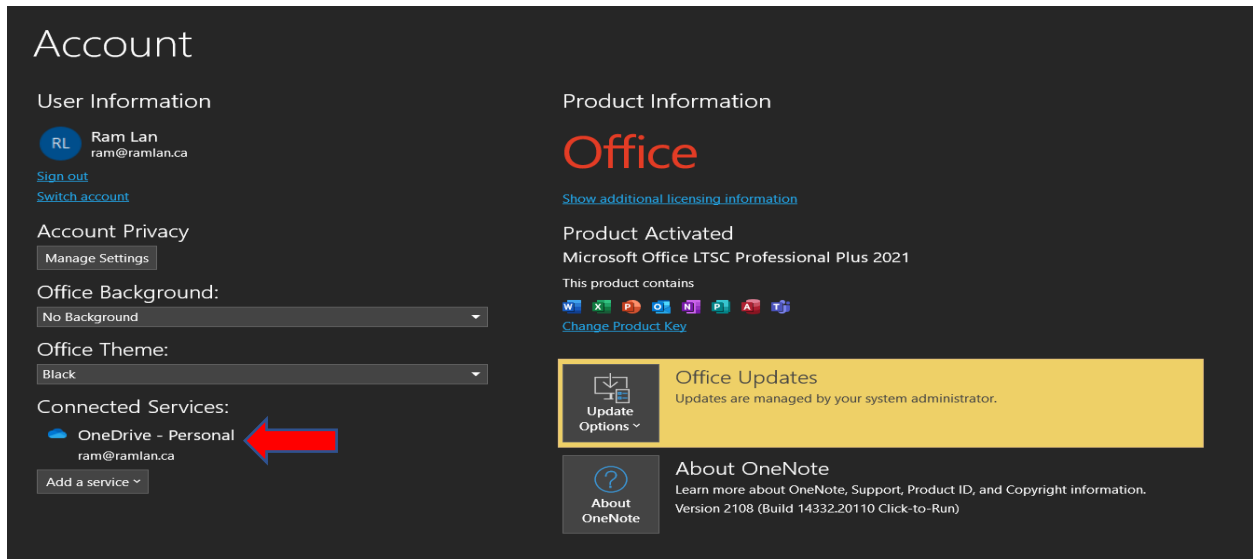 Account
User Information
RL
Ram Lan
ram@ramlan.ca
Sign out
Switch account
Account Privacy
Manage Settings
Office Background:
No Background
Office Theme:
Black
Connected Services:
OneDrive - Personal
ram@ramlan.ca
Add a service
Product Information
Office
Show additional licensing information
Product Activated
Microsoft Office LTSC Professional Plus 2021
This product contains
W X P O N P A T
Change Product Key
Update
Options
Office Updates
Updates are managed by your system administrator.
?
About
OneNote
About OneNote
Learn more about OneNote, Support, Product ID, and Copyright information.
Version 2108 (Build 14332.20110 Click-to-Run)